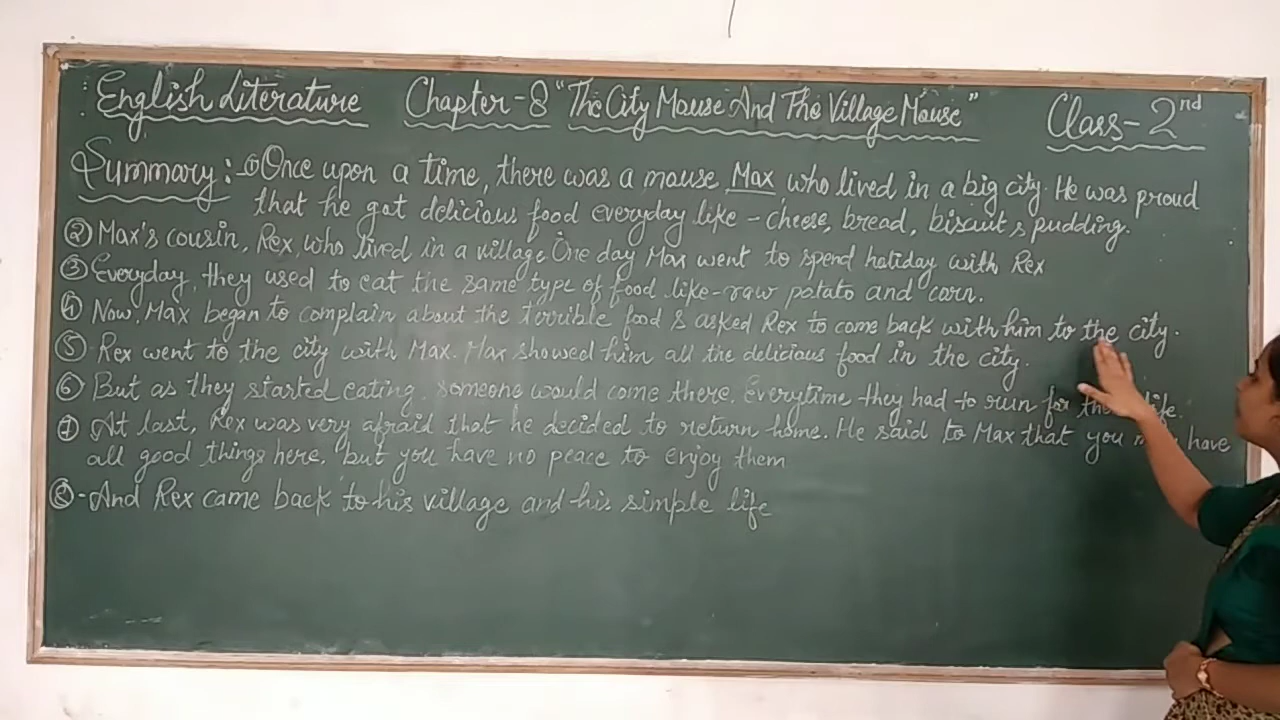 English Literature Chapter-8 "The City Mouse And The Village Mouse" Class-2nd
Summary:-① Once upon a time, there was a mouse Max who lived in a big city. He was proud
that he got delicious food everyday like - cheese, bread, biscuit & pudding.
② Max's cousin, Rex, who lived in a village. One day Max went to spend holiday with Rex
③ Everyday, they used to eat the same type of food like-raw potato and corn.
④ Now, Max began to complain about the terrible food & asked Rex to come back with him to the city.
⑤ Rex went to the city with Max. Max showed him all the delicious food in the city.
⑥ But as they started eating, someone would come there. Everytime they had to run for life.
⑦ At last, Rex was very afraid that he decided to return home. He said to Max that you have
all good things here, but you have no peace to enjoy them
⑧-And Rex came back to his village and his simple life